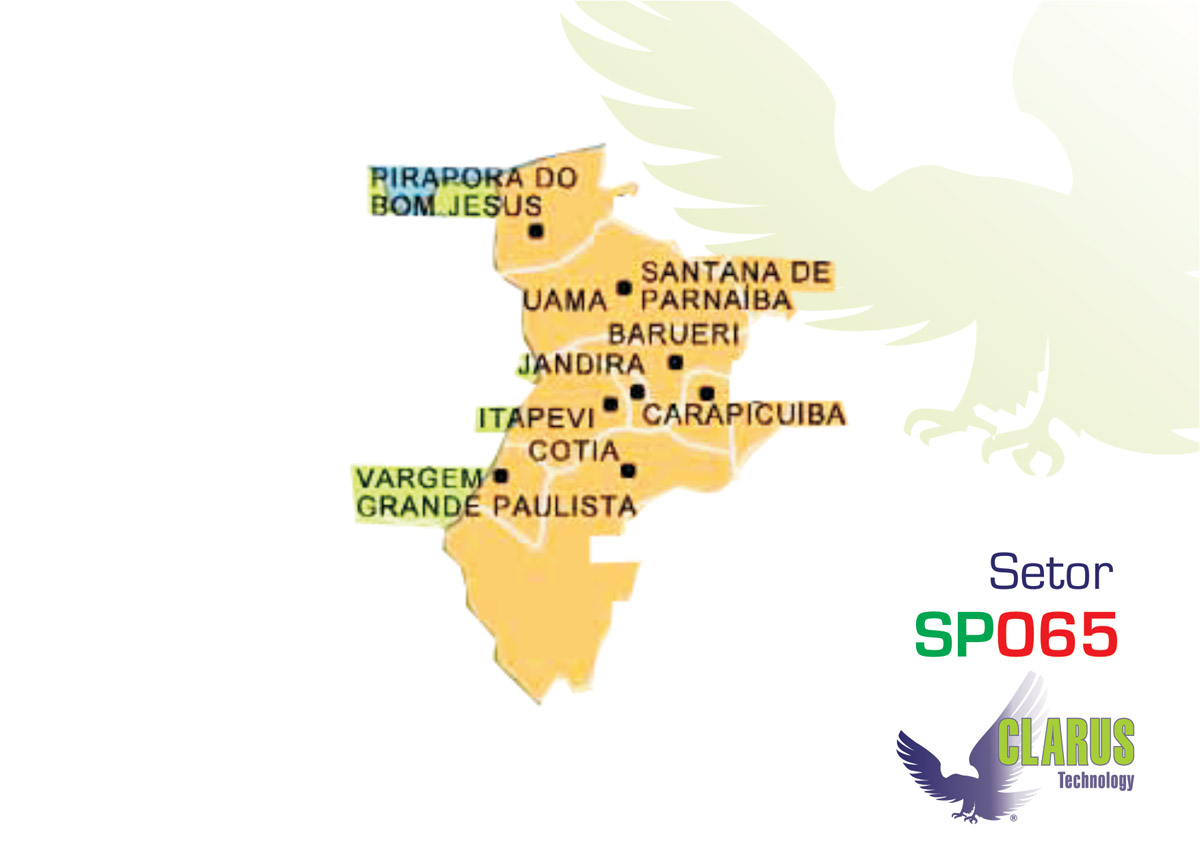 PIRAPORA DO
BOM JESUS
SANTANA DE
UAMA PARNAÍBA
BARUERI
JANDIRA
ITAPEVI CARAPICUIBA
COTIA
VARGEM
GRANDE PAULISTA
Setor
SP065
CLARUS
Technology
®